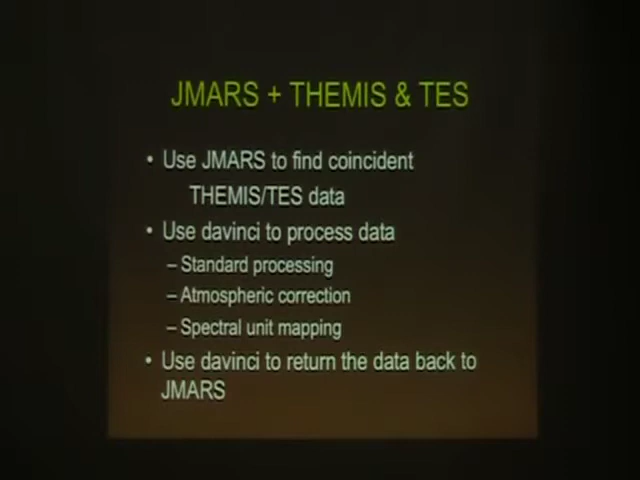 JMARS + THEMIS & TES
• Use JMARS to find coincident
THEMIS/TES data
• Use davinci to process data
– Standard processing
– Atmospheric correction
– Spectral unit mapping
• Use davinci to return the data back to
JMARS